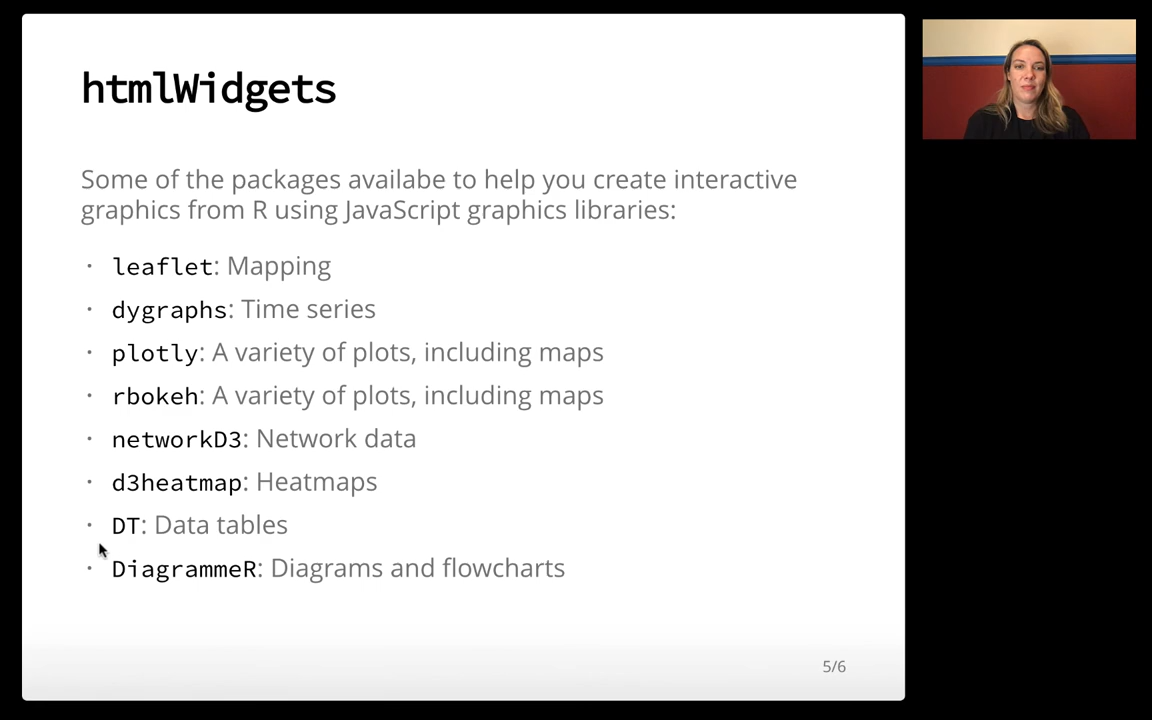 htmlWidgets
Some of the packages availabe to help you create interactive
graphics from R using JavaScript graphics libraries:
· leaflet: Mapping
· dygraphs: Time series
· plotly: A variety of plots, including maps
· rbokeh: A variety of plots, including maps
· networkD3: Network data
· d3heatmap: Heatmaps
· DT: Data tables
· DiagrammeR: Diagrams and flowcharts
5/6